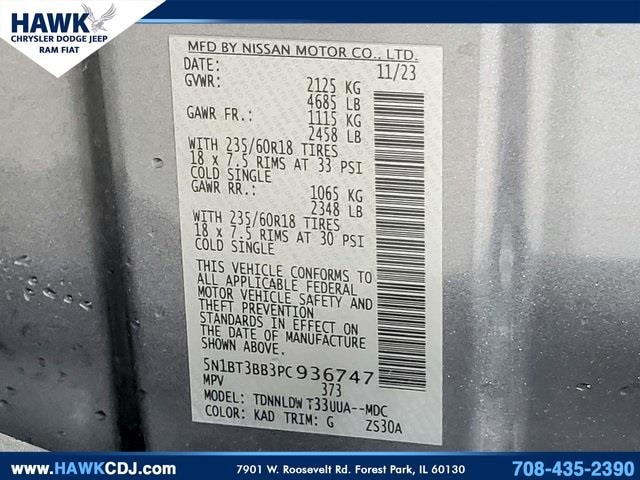 HAWK
CHRYSLER DODGE JEEP
RAM FIAT
MFD BY NISSAN MOTOR CO., LTD.
DATE: 11/23
GVWR: 2125 KG
4685 LB
GAWR FR.: 1115 KG
2458 LB
WITH 235/60R18 TIRES
18 x 7.5 RIMS AT 33 PSI
COLD SINGLE
GAWR RR.: 1065 KG
2348 LB
WITH 235/60R18 TIRES
18 x 7.5 RIMS AT 30 PSI
COLD SINGLE
THIS VEHICLE CONFORMS TO
ALL APPLICABLE FEDERAL
MOTOR VEHICLE SAFETY AND
THEFT PREVENTION
STANDARDS IN EFFECT ON
THE DATE OF MANUFACTURE
SHOWN ABOVE.
5N1BT3BB3PC936747
MPV 373
MODEL: TDNNLDW T33UUA--MDC
COLOR: KAD TRIM: G ZS30A
www.HAWKCDJ.com
7901 W. Roosevelt Rd. Forest Park, IL 60130
708-435-2390